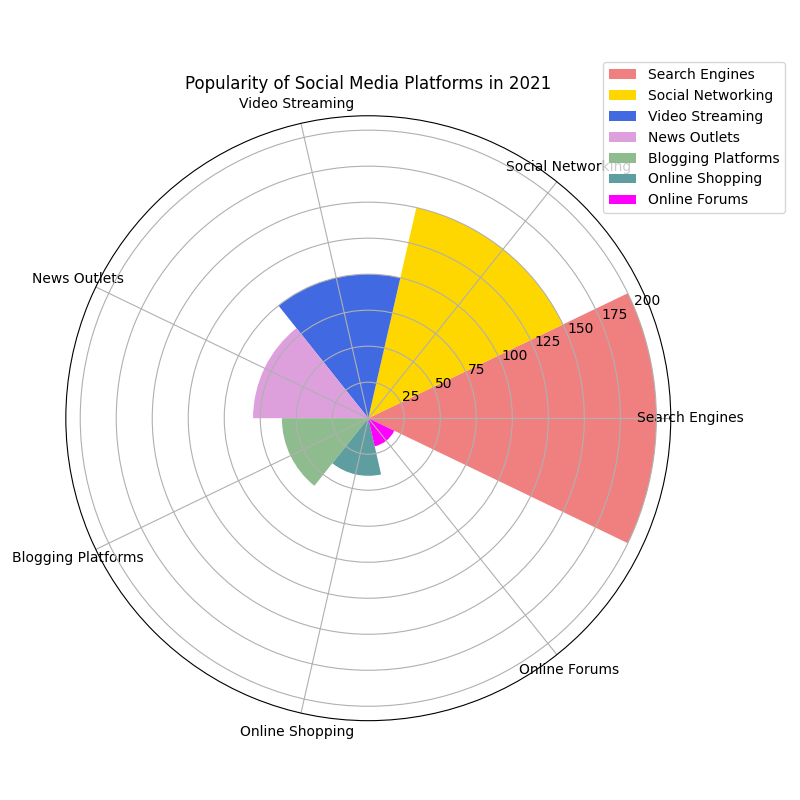 Popularity of Social Media Platforms in 2021
Search Engines
Social Networking
Video Streaming
News Outlets
Blogging Platforms
Online Shopping
Online Forums
Video Streaming
Social Networking
News Outlets
200
175
150
125
100
75
50
25
Search Engines
Blogging Platforms
Online Forums
Online Shopping